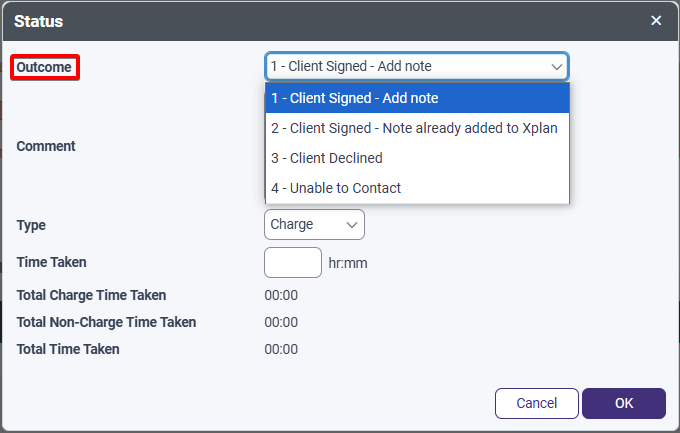 Status
Outcome
1 - Client Signed - Add note
1 - Client Signed - Add note
2 - Client Signed - Note already added to Xplan
Comment
3 - Client Declined
4 - Unable to Contact
Type
Charge
Time Taken
hr:mm
Total Charge Time Taken
00:00
Total Non-Charge Time Taken
00:00
Total Time Taken
00:00
Cancel
OK